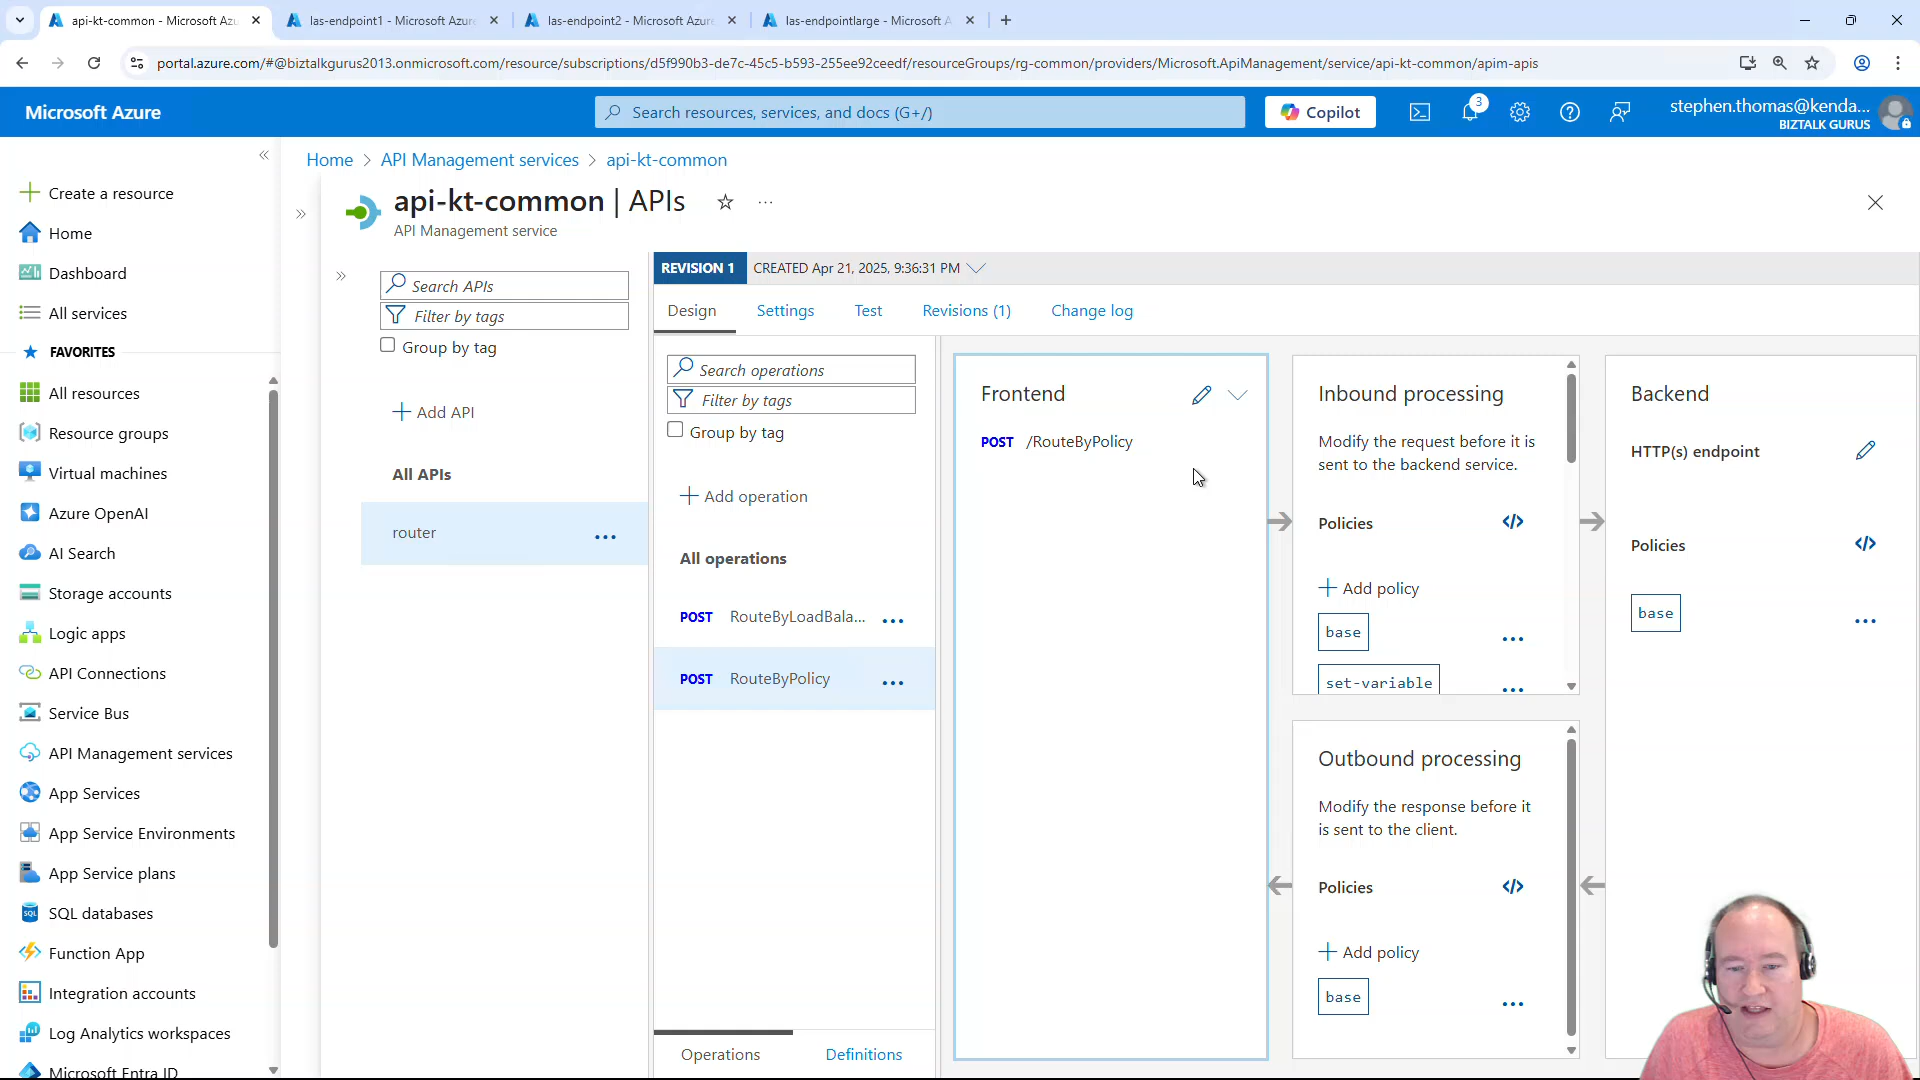 api-kt-common - Microsoft Azu
las-endpoint1 - Microsoft Azure
las-endpoint2 - Microsoft Azure
las-endpointlarge - Microsoft A
portal.azure.com/#@biztalkgurus2013.onmicrosoft.com/resource/subscriptions/d5f990b3-de7c-45c5-b593-255ee92ceedf/resourceGroups/rg-common/providers/Microsoft.ApiManagement/service/api-kt-common/apim-apis
Microsoft Azure
Search resources, services, and docs (G+/)
Copilot
3
stephen.thomas@kenda...
BIZTALK GURUS
Create a resource
Home
Dashboard
All services
FAVORITES
All resources
Resource groups
Virtual machines
Azure OpenAI
AI Search
Storage accounts
Logic apps
API Connections
Service Bus
API Management services
App Services
App Service Environments
App Service plans
SQL databases
Function App
Integration accounts
Log Analytics workspaces
Microsoft Entra ID
Home > API Management services > api-kt-common
api-kt-common | APIs
API Management service
Search APIs
Filter by tags
Group by tag
Add API
All APIs
router
REVISION 1
CREATED Apr 21, 2025, 9:36:31 PM
Design
Settings
Test
Revisions (1)
Change log
Search operations
Filter by tags
Group by tag
Add operation
All operations
POST RouteByLoadBala...
POST RouteByPolicy
Operations
Definitions
Frontend
POST /RouteByPolicy
Inbound processing
Modify the request before it is
sent to the backend service.
Policies
Add policy
base
set-variable
Outbound processing
Modify the response before it
is sent to the client.
Policies
Add policy
base
Backend
HTTP(s) endpoint
Policies
base